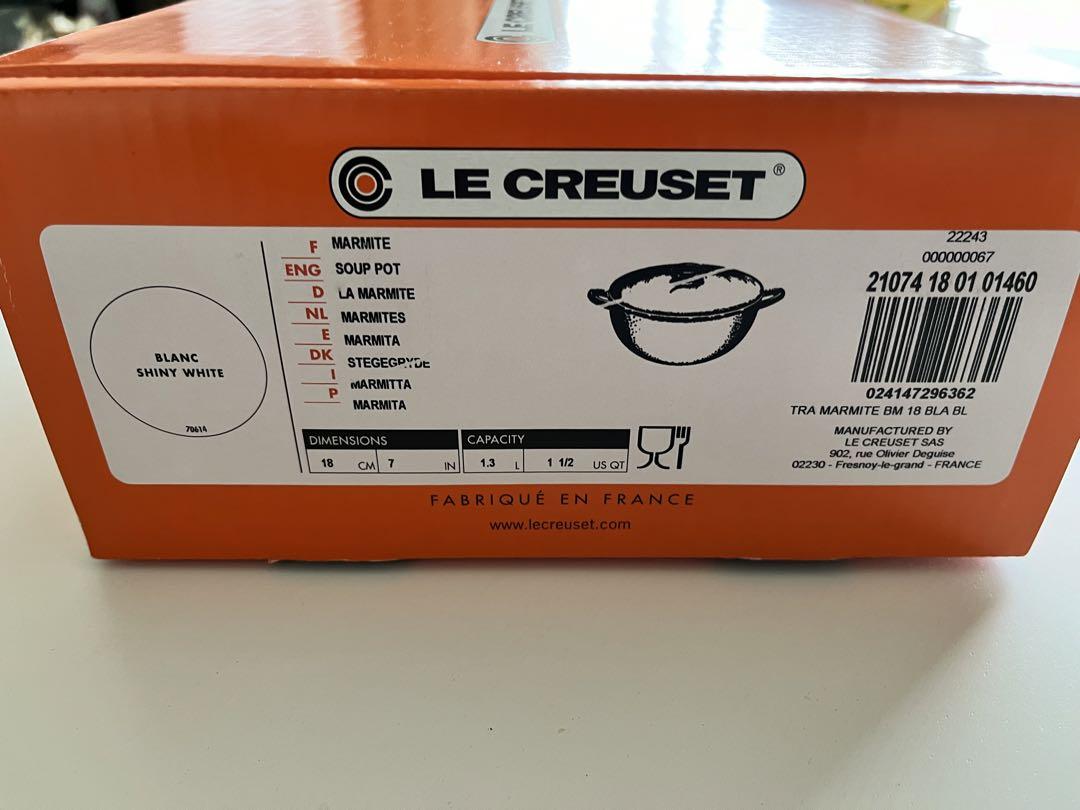 LE CREUSET®
F MARMITE
ENG SOUP POT
D LA MARMITE
NL MARMITES
E MARMITA
DK
I MARMITTA
P MARMITA
BLANC
SHINY WHITE
70614
DIMENSIONS
18 CM 7 IN
CAPACITY
1.3 L 1 1/2 US QT
22243
000000067
21074 18 01 01460
024147296362
TRA MARMITE BM 18 BLA BL
MANUFACTURED BY
LE CREUSET SAS
902, rue Olivier Deguise
02230 - Fresnoy-le-grand - FRANCE
FABRIQUÉ EN FRANCE
www.lecreuset.com